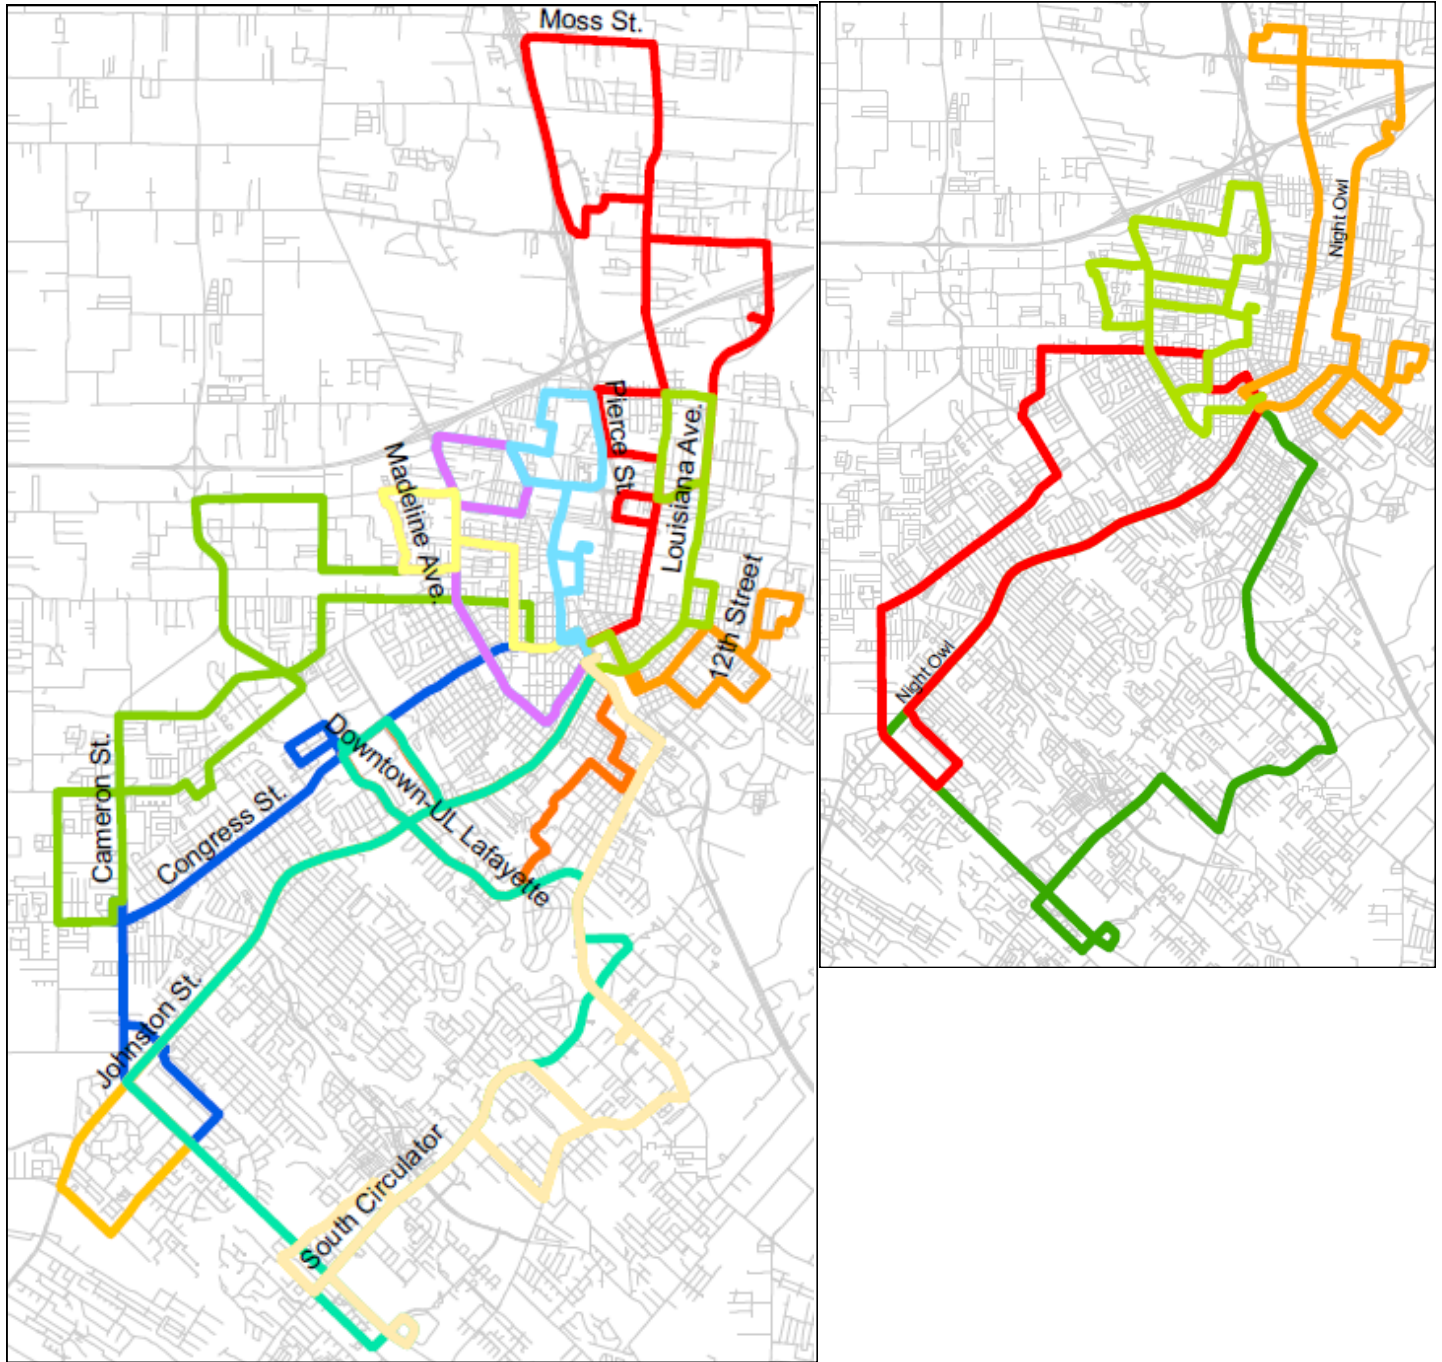 Moss St.
Pierce St.
Louisiana Ave.
Madeline Ave.
12th Street
Downtown-UL Lafayette
Cameron St.
Congress St.
Johnston St.
South Circulator
Night Owl
Night Owl